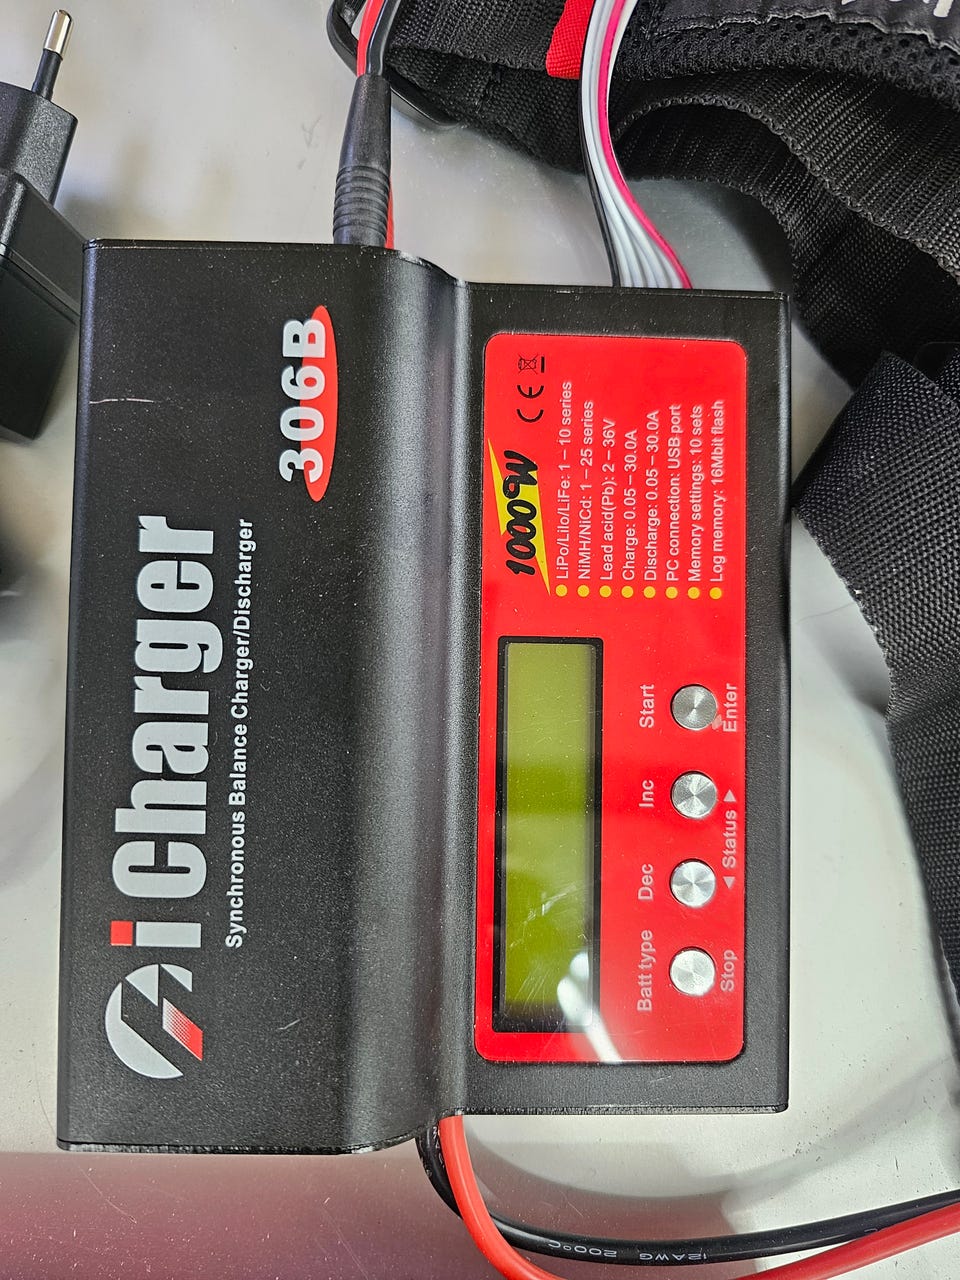 iCharger
306B
Synchronous Balance Charger/Discharger
1000W
CE
LiPo/LiIo/LiFe: 1 – 10 series
NiMH/NiCd: 1 – 25 series
Lead acid(Pb): 2 – 36V
Charge: 0.05 – 30.0A
Discharge: 0.05 – 30.0A
PC connection: USB port
Memory settings: 10 sets
Log memory: 16Mbit flash
Batt type Dec Inc Start
Stop ◄ Status ► Enter
12AWG 200°C